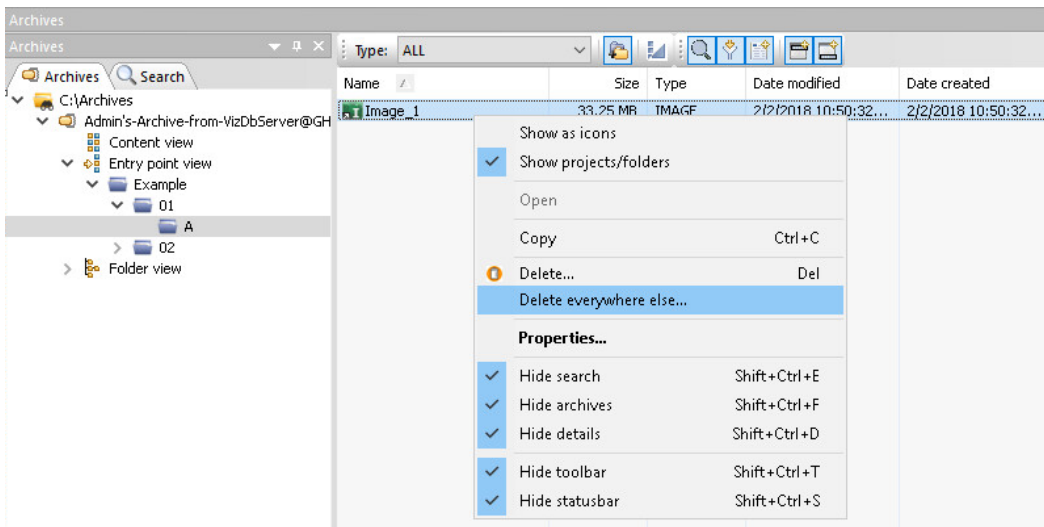 Archives
Archives
Archives Search
C:\Archives
Admin's-Archive-from-VizDbServer@GH
Content view
Entry point view
Example
01
A
02
Folder view
Type: ALL
Name Size Type Date modified Date created
Image_1 33.25 MB IMAGE 2/2/2018 10:50:32... 2/2/2018 10:50:32...
Show as icons
Show projects/folders
Open
Copy Ctrl+C
Delete... Del
Delete everywhere else...
Properties...
Hide search Shift+Ctrl+E
Hide archives Shift+Ctrl+F
Hide details Shift+Ctrl+D
Hide toolbar Shift+Ctrl+T
Hide statusbar Shift+Ctrl+S